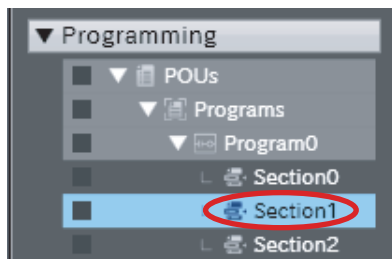 Programming
POUs
Programs
Program0
Section0
Section1
Section2